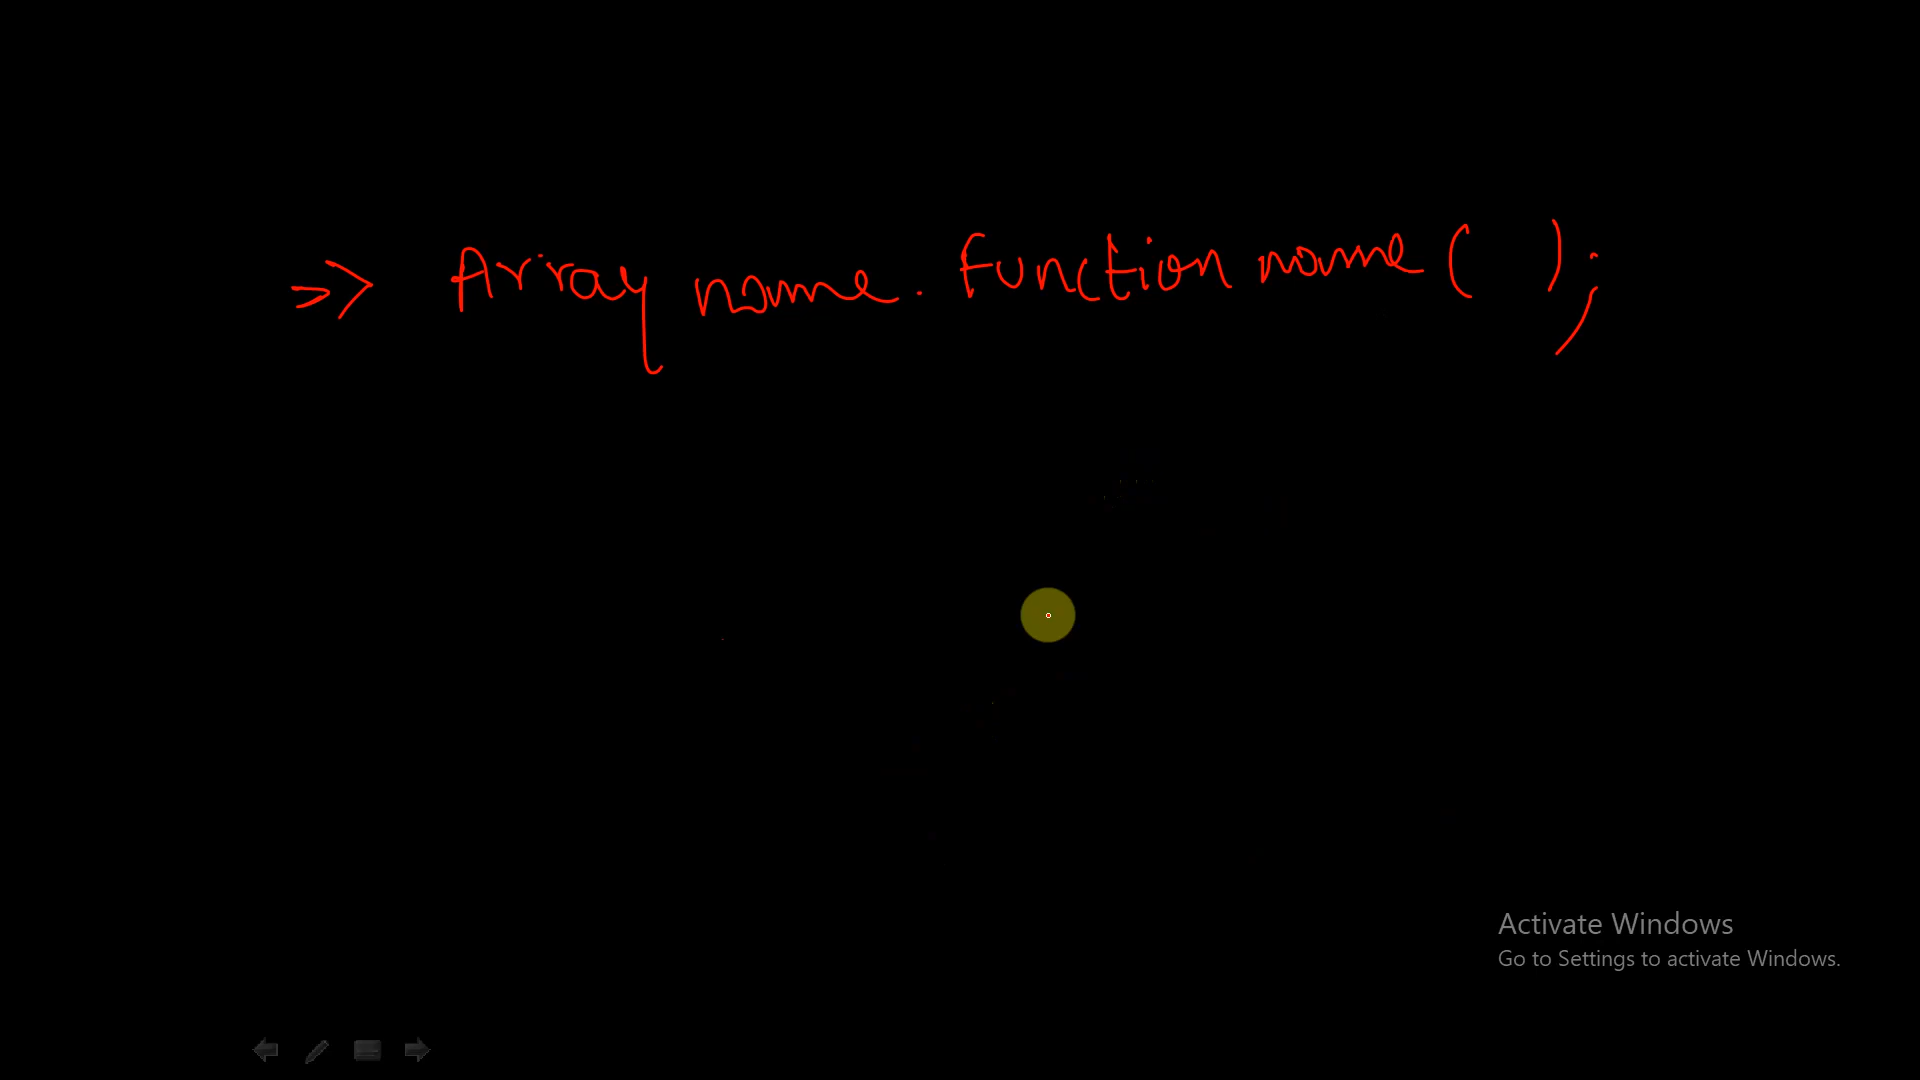 => Array name. Function name ( );
Activate Windows
Go to Settings to activate Windows.